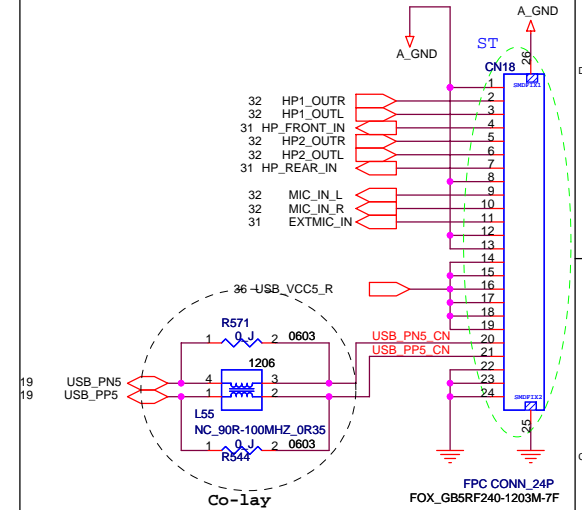 A_GND
A_GND
ST
CN18
26
SMDFIX1
1
32 HP1_OUTR 2
32 HP1_OUTL 3
31 HP_FRONT_IN 4
32 HP2_OUTR 5
32 HP2_OUTL 6
31 HP_REAR_IN 7
8
32 MIC_IN_L 9
32 MIC_IN_R 10
31 EXTMIC_IN 11
12
13
14
15
36 USB_VCC5_R 16
17
18
19
USB_PN5_CN 20
USB_PP5_CN 21
22
23
24
SMDFIX2
25
R571
1 0_J 2 0603
1206
19 USB_PN5 4 3
19 USB_PP5 1 2
L55
NC_90R-100MHZ_0R35
1 0_J 2 0603
R544
Co-lay
FPC CONN_24P
FOX_GB5RF240-1203M-7F